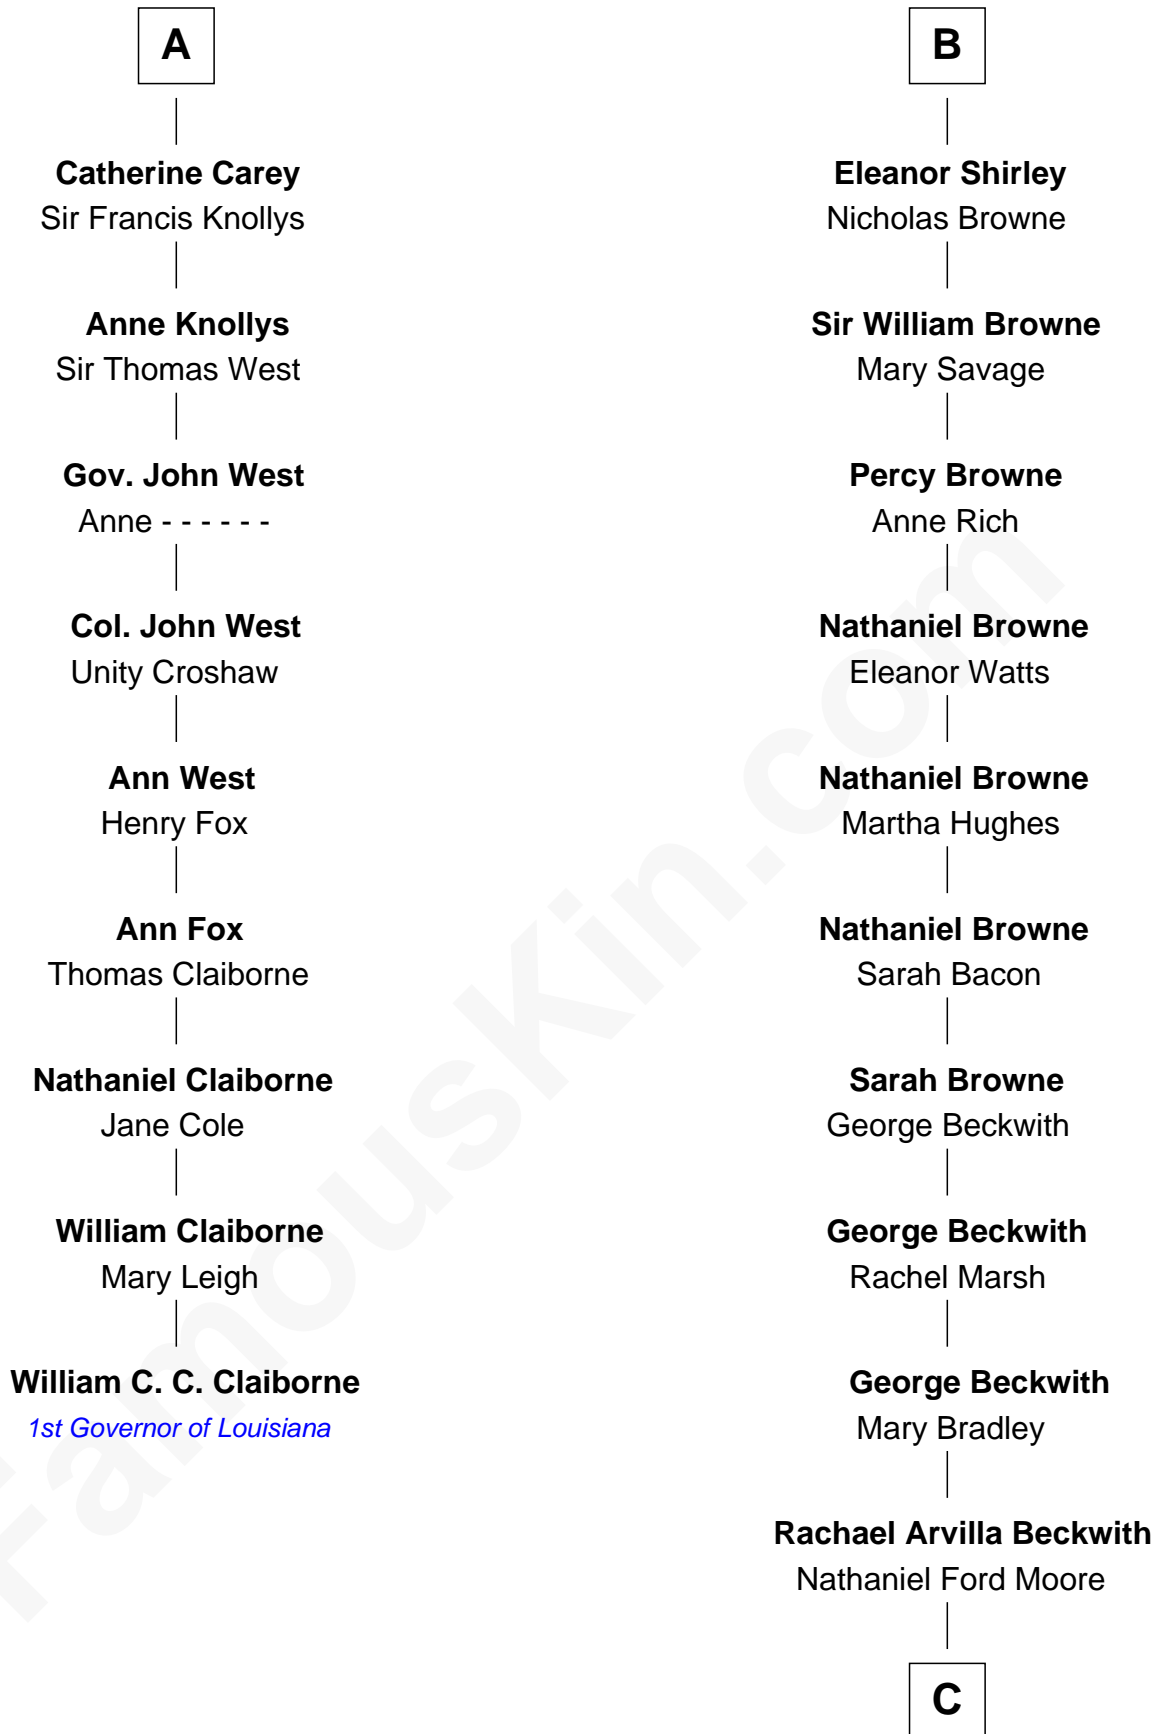 A
Catherine Carey
Sir Francis Knollys
Anne Knollys
Sir Thomas West
Gov. John West
Anne - - - - - -
Col. John West
Unity Croshaw
Ann West
Henry Fox
Ann Fox
Thomas Claiborne
Nathaniel Claiborne
Jane Cole
William Claiborne
Mary Leigh
William C. C. Claiborne
1st Governor of Louisiana
B
Eleanor Shirley
Nicholas Browne
Sir William Browne
Mary Savage
Percy Browne
Anne Rich
Nathaniel Browne
Eleanor Watts
Nathaniel Browne
Martha Hughes
Nathaniel Browne
Sarah Bacon
Sarah Browne
George Beckwith
George Beckwith
Rachel Marsh
George Beckwith
Mary Bradley
Rachael Arvilla Beckwith
Nathaniel Ford Moore
C
FamousKin.com